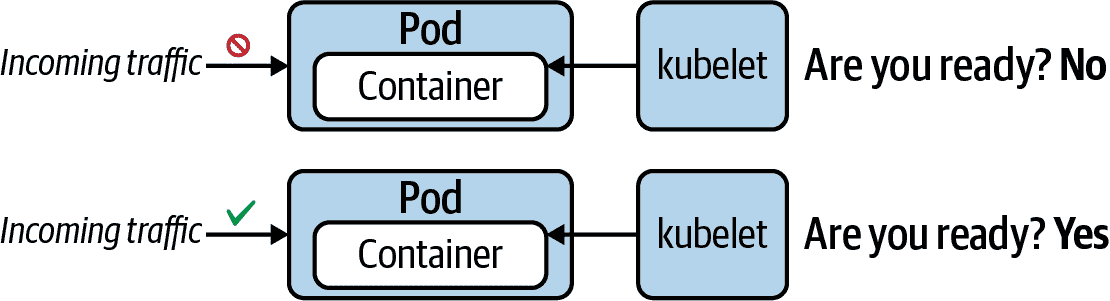 Pod
Incoming traffic
Container
kubelet
Are you ready? No
Pod
Incoming traffic
Container
kubelet
Are you ready? Yes